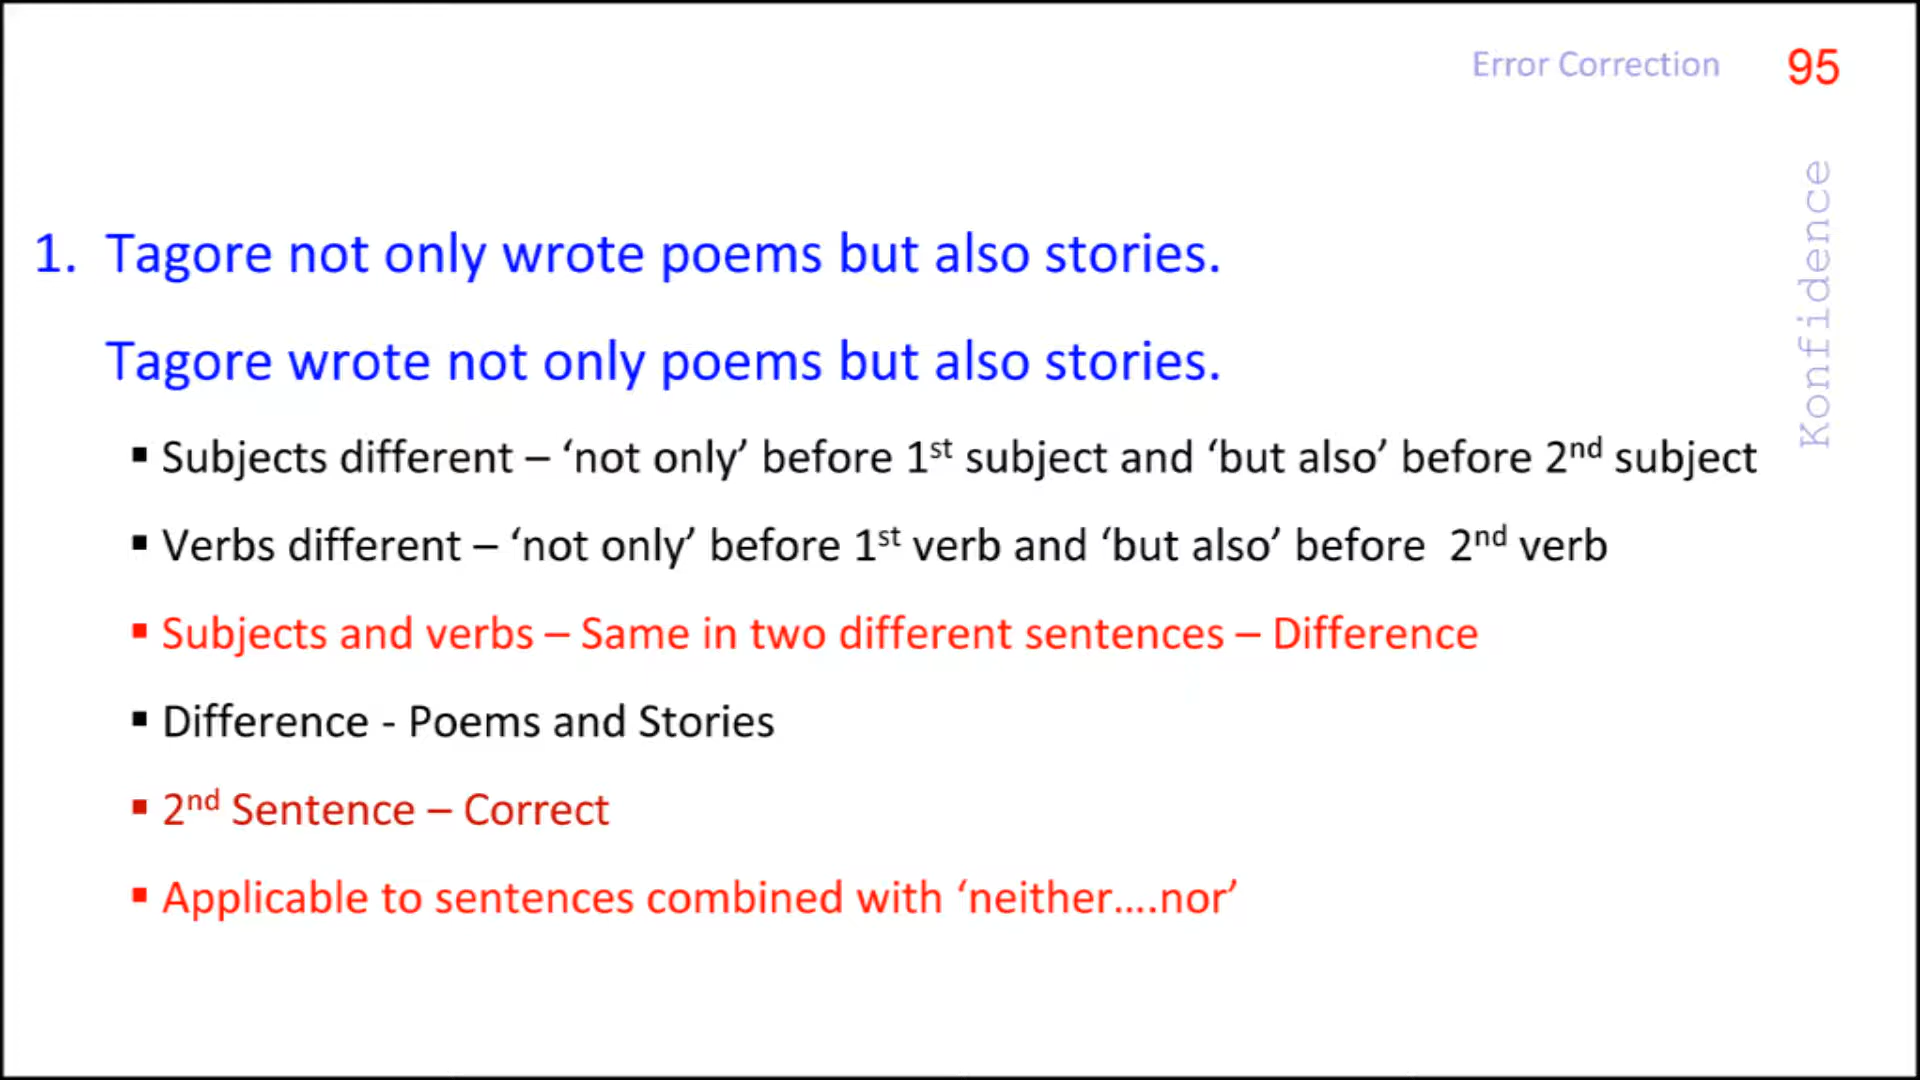 Error Correction 95
Konfidence
1. Tagore not only wrote poems but also stories.
Tagore wrote not only poems but also stories.
▪ Subjects different – ‘not only’ before 1st subject and ‘but also’ before 2nd subject
▪ Verbs different – ‘not only’ before 1st verb and ‘but also’ before 2nd verb
▪ Subjects and verbs – Same in two different sentences – Difference
▪ Difference - Poems and Stories
▪ 2nd Sentence – Correct
▪ Applicable to sentences combined with ‘neither….nor’